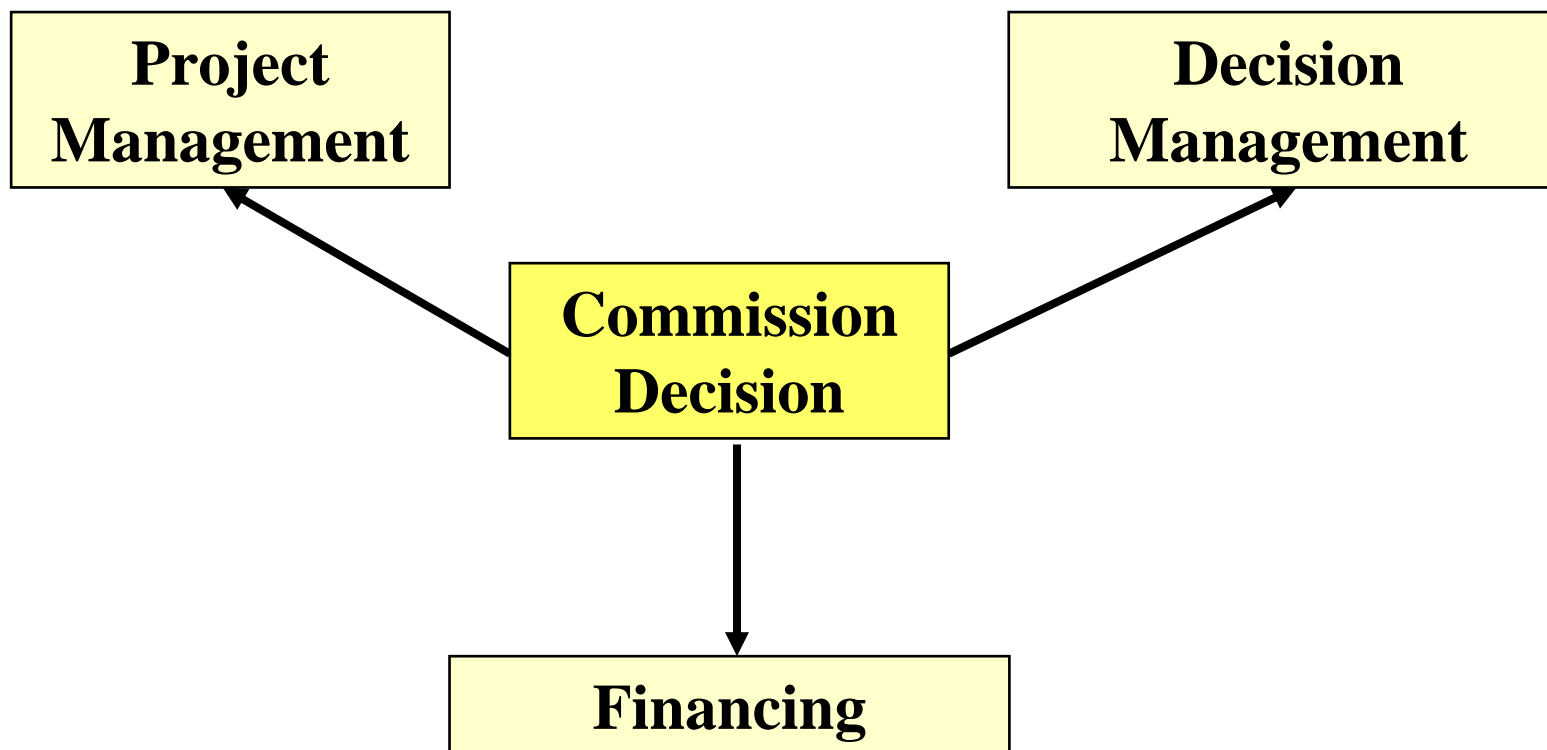 Project
Management
Decision
Management
Commission
Decision
Financing